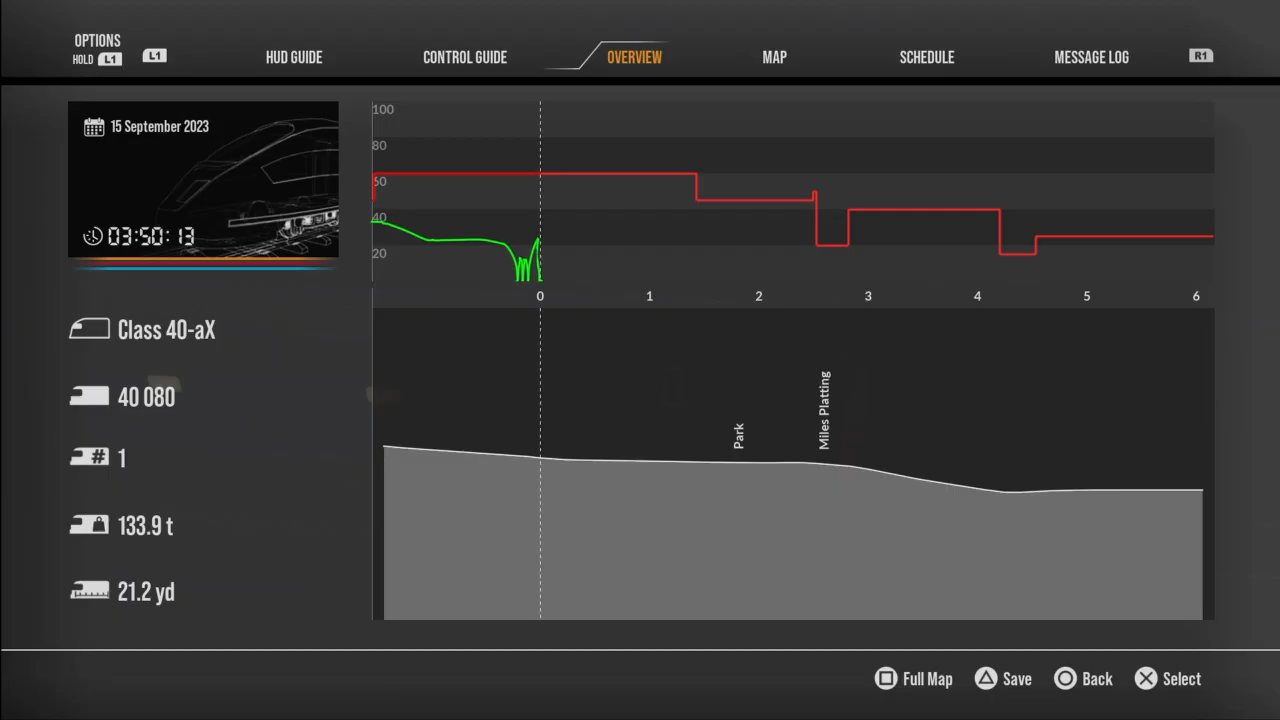 OPTIONS
HOLD L1
L1
HUD GUIDE
CONTROL GUIDE
OVERVIEW
MAP
SCHEDULE
MESSAGE LOG
R1
15 September 2023
03:50:13
100
80
60
40
20
0 1 2 3 4 5 6
Class 40-aX
40 080
# 1
133.9 t
21.2 yd
Park
Miles Platting
Full Map
Save
Back
Select